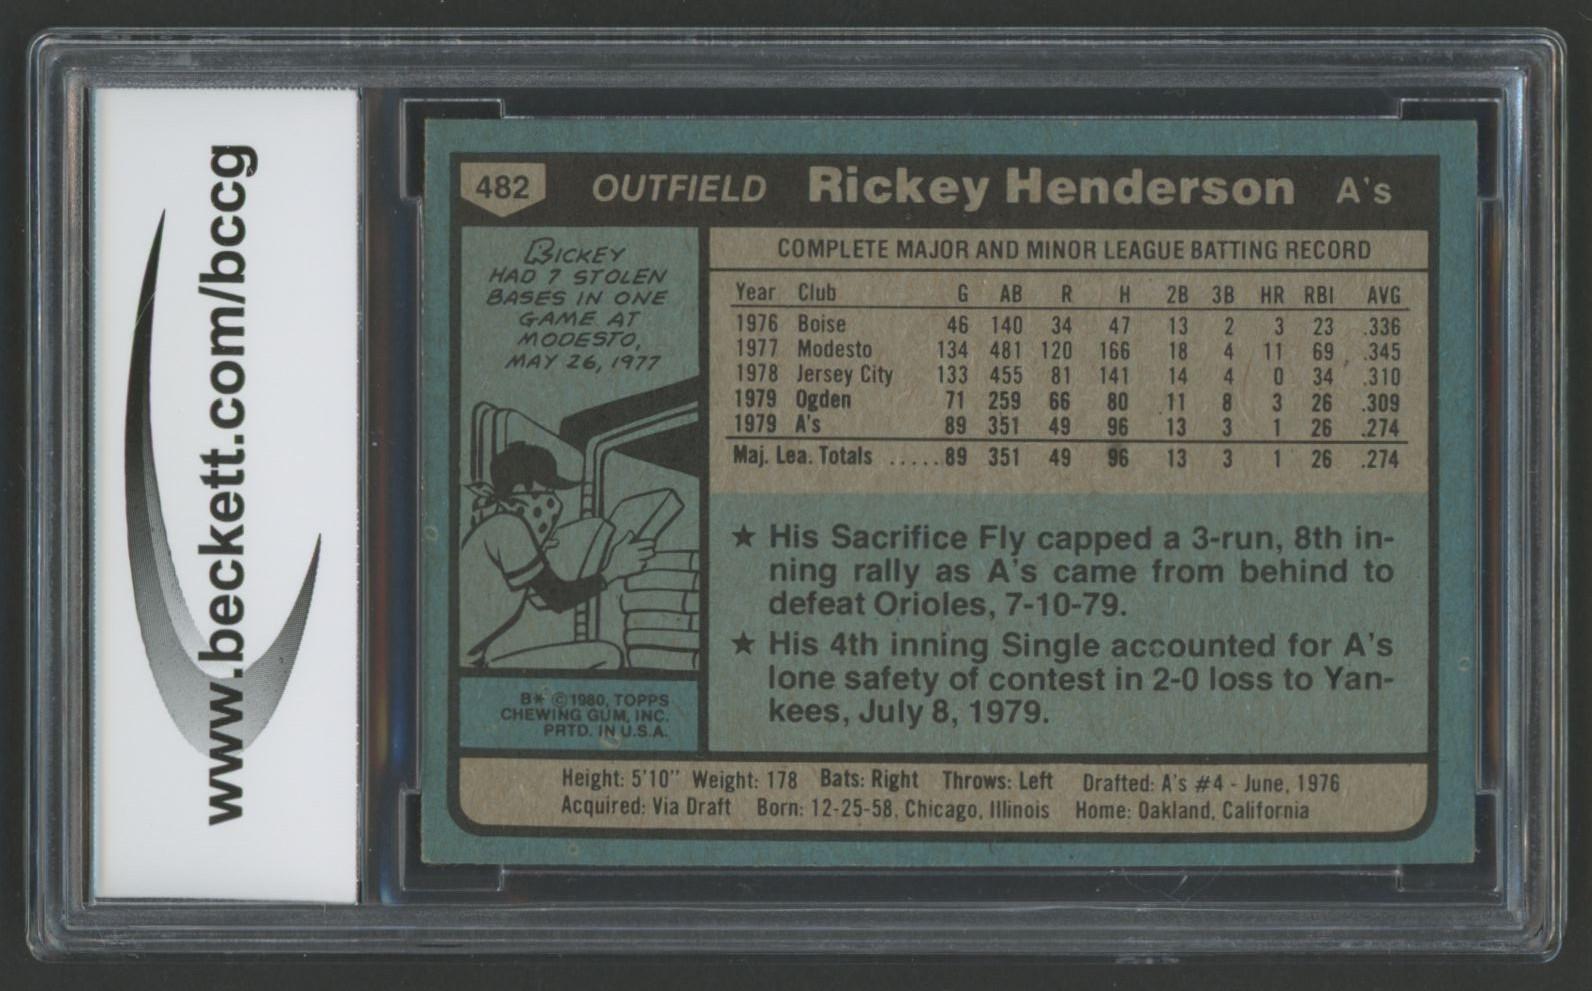 www.beckett.com/bccg
482 OUTFIELD Rickey Henderson A's
RICKEY
HAD 7 STOLEN
BASES IN ONE
GAME AT
MODESTO,
MAY 26, 1977
B* ©1980, TOPPS
CHEWING GUM, INC.
PRTD. IN U.S.A.
COMPLETE MAJOR AND MINOR LEAGUE BATTING RECORD
Year Club G AB R H 2B 3B HR RBI AVG
1976 Boise 46 140 34 47 13 2 3 23 .336
1977 Modesto 134 481 120 166 18 4 11 69 .345
1978 Jersey City 133 455 81 141 14 4 0 34 .310
1979 Ogden 71 259 66 80 11 8 3 26 .309
1979 A's 89 351 49 96 13 3 1 26 .274
Maj. Lea. Totals .....89 351 49 96 13 3 1 26 .274
★ His Sacrifice Fly capped a 3-run, 8th in-
ning rally as A's came from behind to
defeat Orioles, 7-10-79.
★ His 4th inning Single accounted for A's
lone safety of contest in 2-0 loss to Yan-
kees, July 8, 1979.
Height: 5'10" Weight: 178 Bats: Right Throws: Left Drafted: A's #4 - June, 1976
Acquired: Via Draft Born: 12-25-58, Chicago, Illinois Home: Oakland, California